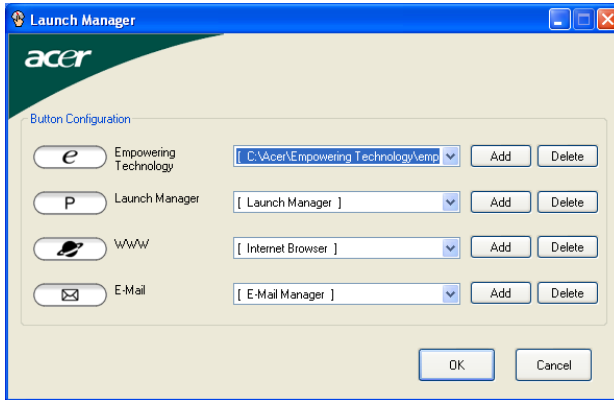 Launch Manager
acer
Button Configuration
e Empowering Technology [ C:\Acer\Empowering Technology\emp Add Delete
P Launch Manager [ Launch Manager ] Add Delete
WWW [ Internet Browser ] Add Delete
E-Mail [ E-Mail Manager ] Add Delete
OK Cancel